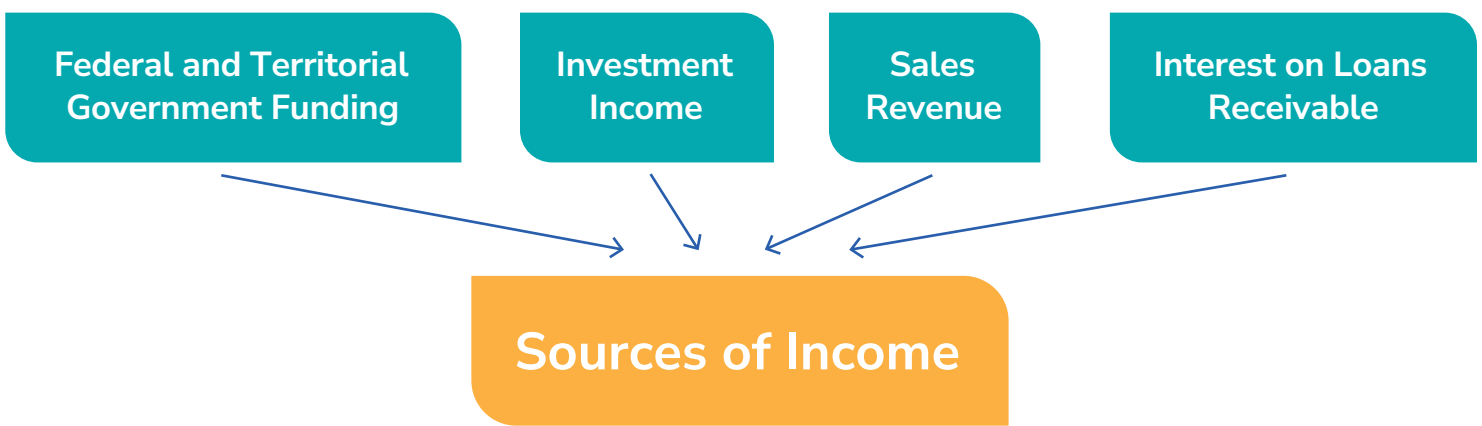 Federal and Territorial
Government Funding
Investment
Income
Sales
Revenue
Interest on Loans
Receivable
Sources of Income